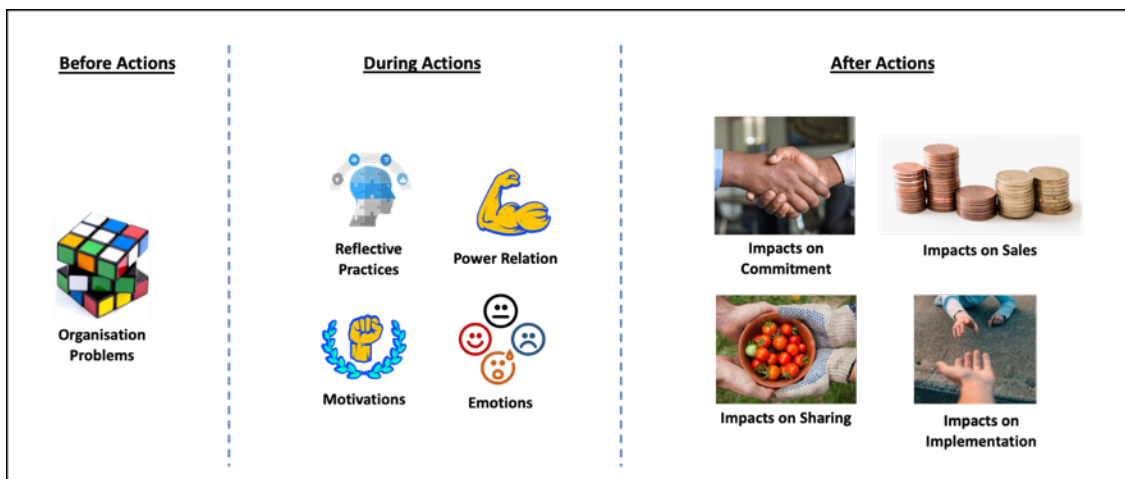 Before Actions
During Actions
After Actions
Organisation
Problems
Reflective
Practices
Power Relation
Motivations
Emotions
Impacts on
Commitment
Impacts on Sales
Impacts on Sharing
Impacts on
Implementation